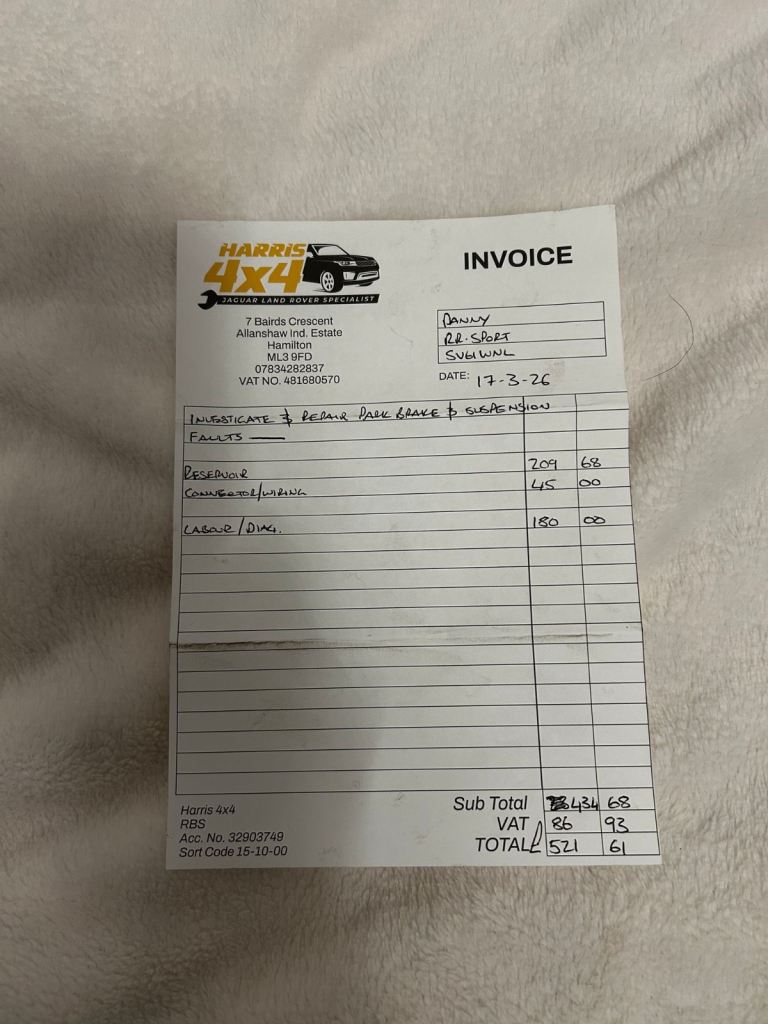 HARRIS
4x4
JAGUAR LAND ROVER SPECIALIST
INVOICE
7 Bairds Crescent
Allanshaw Ind. Estate
Hamilton
ML3 9FD
07834282837
VAT NO. 481680570
DANNY
RR-SPORT
SV61WNL
DATE: 17-3-26
INVESTIGATE & REPAIR PARK BRAKE & SUSPENSION
FAULTS
RESERVOIR 209 68
CONNECTOR/WIRING 45 00
LABOUR/DIAG. 180 00
Sub Total 434 68
VAT 86 93
TOTAL £ 521 61
Harris 4x4
RBS
Acc. No. 32903749
Sort Code 15-10-00